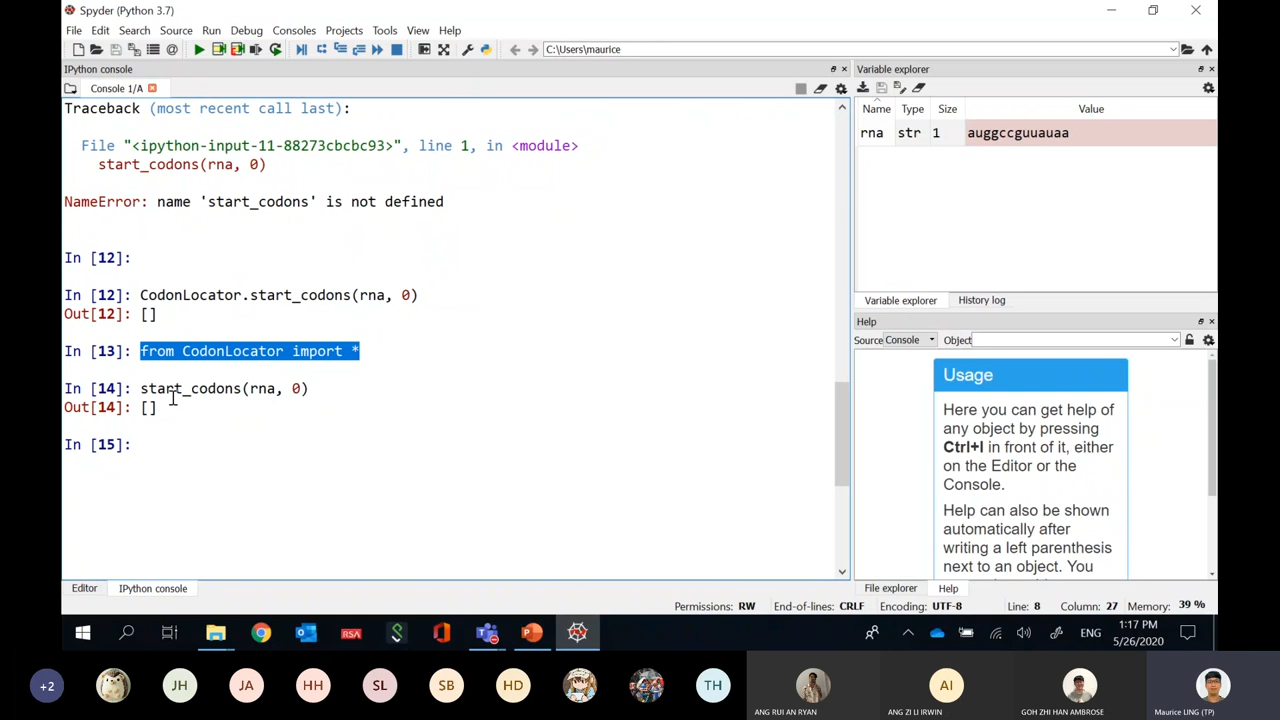 Spyder (Python 3.7)
File Edit Search Source Run Debug Consoles Projects Tools View Help
C:\Users\maurice
IPython console
Console 1/A
Traceback (most recent call last):
File "<ipython-input-11-88273cbcbc93>", line 1, in <module>
start_codons(rna, 0)
NameError: name 'start_codons' is not defined
In [12]:
In [12]: CodonLocator.start_codons(rna, 0)
Out[12]: []
In [13]: from CodonLocator import *
In [14]: start_codons(rna, 0)
Out[14]: []
In [15]:
Editor IPython console
Variable explorer
Name Type Size Value
rna str 1 auggccguuauaa
Variable explorer History log
Help
Source Console Object
Usage
Here you can get help of
any object by pressing
Ctrl+I in front of it, either
on the Editor or the
Console.
Help can also be shown
automatically after
writing a left parenthesis
next to an object. You
File explorer Help
Permissions: RW End-of-lines: CRLF Encoding: UTF-8 Line: 8 Column: 27 Memory: 39 %
RSA ENG 1:17 PM
5/26/2020
+2 JH JA HH SL SB HD TH AI
ANG RUI AN RYAN ANG ZI LI IRWIN GOH ZHI HAN AMBROSE Maurice LING (TP)